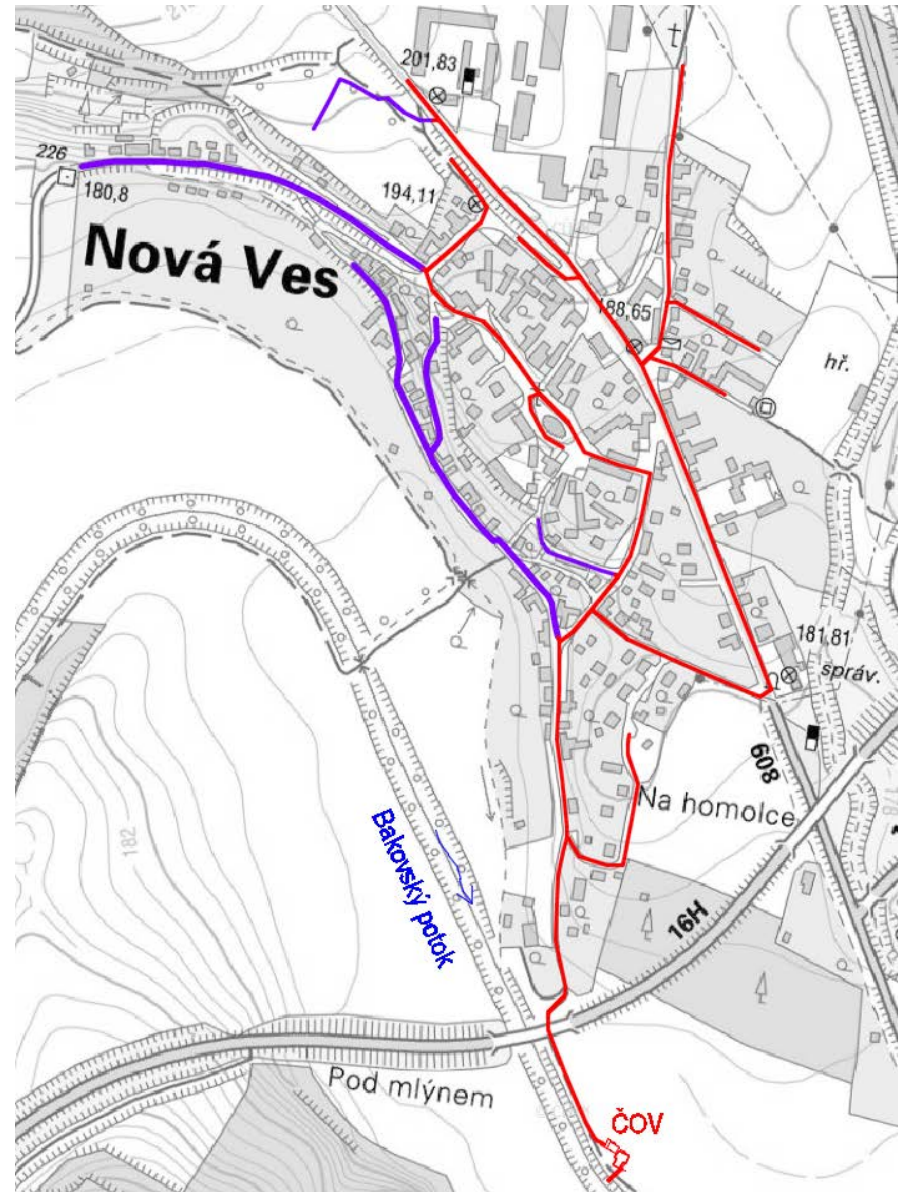 201,83
226
180,8
194,11
Nová Ves
188,65
hř.
181,81
správ.
608
Na homolce
182
178
Bakovský potok
16H
Pod mlýnem
ČOV